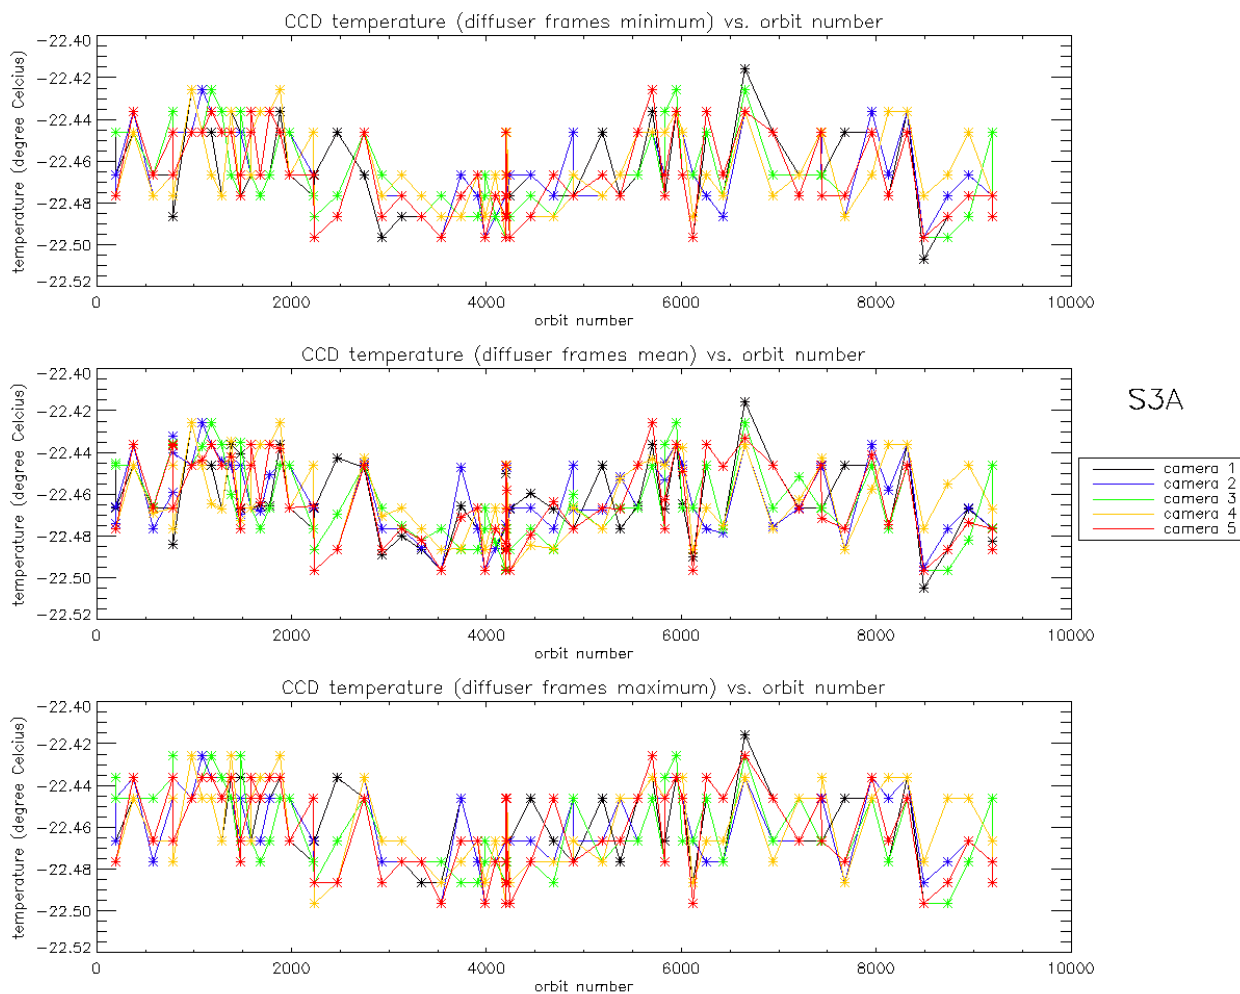 CCD temperature (diffuser frames minimum) vs. orbit number
temperature (degree Celcius)
-22.40
-22.42
-22.44
-22.46
-22.48
-22.50
-22.52
0 2000 4000 6000 8000 10000
orbit number
CCD temperature (diffuser frames mean) vs. orbit number
temperature (degree Celcius)
-22.40
-22.42
-22.44
-22.46
-22.48
-22.50
-22.52
0 2000 4000 6000 8000 10000
orbit number
S3A
camera 1
camera 2
camera 3
camera 4
camera 5
CCD temperature (diffuser frames maximum) vs. orbit number
temperature (degree Celcius)
-22.40
-22.42
-22.44
-22.46
-22.48
-22.50
-22.52
0 2000 4000 6000 8000 10000
orbit number